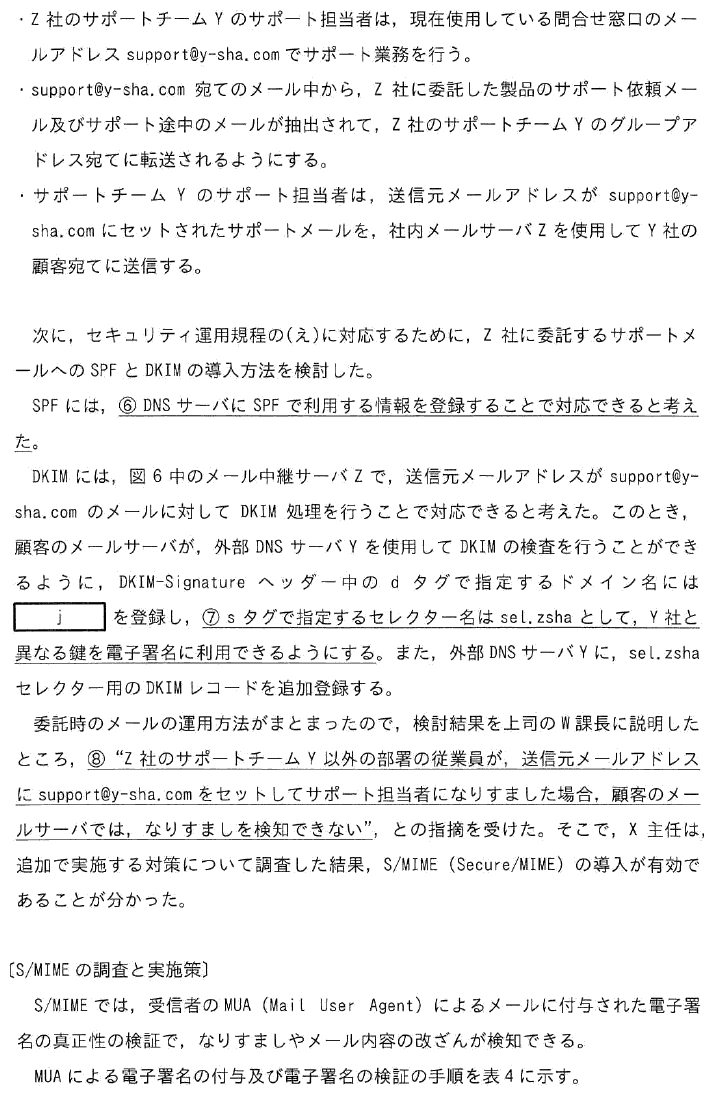 ・Z 社のサポートチーム Y のサポート担当者は，現在使用している問合せ窓口のメー
ルアドレス support@y-sha.com でサポート業務を行う。
・support@y-sha.com 宛てのメール中から，Z 社に委託した製品のサポート依頼メー
ル及びサポート途中のメールが抽出されて，Z 社のサポートチーム Y のグループア
ドレス宛てに転送されるようにする。
・サポートチーム Y のサポート担当者は，送信元メールアドレスが support@y-
sha.com にセットされたサポートメールを，社内メールサーバ Z を使用して Y 社の
顧客宛てに送信する。
次に，セキュリティ運用規程の(え)に対応するために，Z 社に委託するサポートメ
ールへの SPF と DKIM の導入方法を検討した。
SPF には，⑥ DNS サーバに SPF で利用する情報を登録することで対応できると考え
た。
DKIM には，図 6 中のメール中継サーバ Z で，送信元メールアドレスが support@y-
sha.com のメールに対して DKIM 処理を行うことで対応できると考えた。このとき，
顧客のメールサーバが，外部 DNS サーバ Y を使用して DKIM の検査を行うことができ
るように，DKIM-Signature ヘッダー中の d タグで指定するドメイン名には
j を登録し，⑦ s タグで指定するセレクター名は sel.zsha として，Y 社と
異なる鍵を電子署名に利用できるようにする。また，外部 DNS サーバ Y に，sel.zsha
セレクター用の DKIM レコードを追加登録する。
委託時のメールの運用方法がまとまったので，検討結果を上司の W 課長に説明した
ところ，⑧ “Z 社のサポートチーム Y 以外の部署の従業員が，送信元メールアドレス
に support@y-sha.com をセットしてサポート担当者になりすました場合，顧客のメー
ルサーバでは，なりすましを検知できない”，との指摘を受けた。そこで，X 主任は，
追加で実施する対策について調査した結果，S/MIME（Secure/MIME）の導入が有効で
あることが分かった。
〔S/MIME の調査と実施策〕
S/MIME では，受信者の MUA（Mail User Agent）によるメールに付与された電子署
名の真正性の検証で，なりすましやメール内容の改ざんが検知できる。
MUA による電子署名の付与及び電子署名の検証の手順を表 4 に示す。